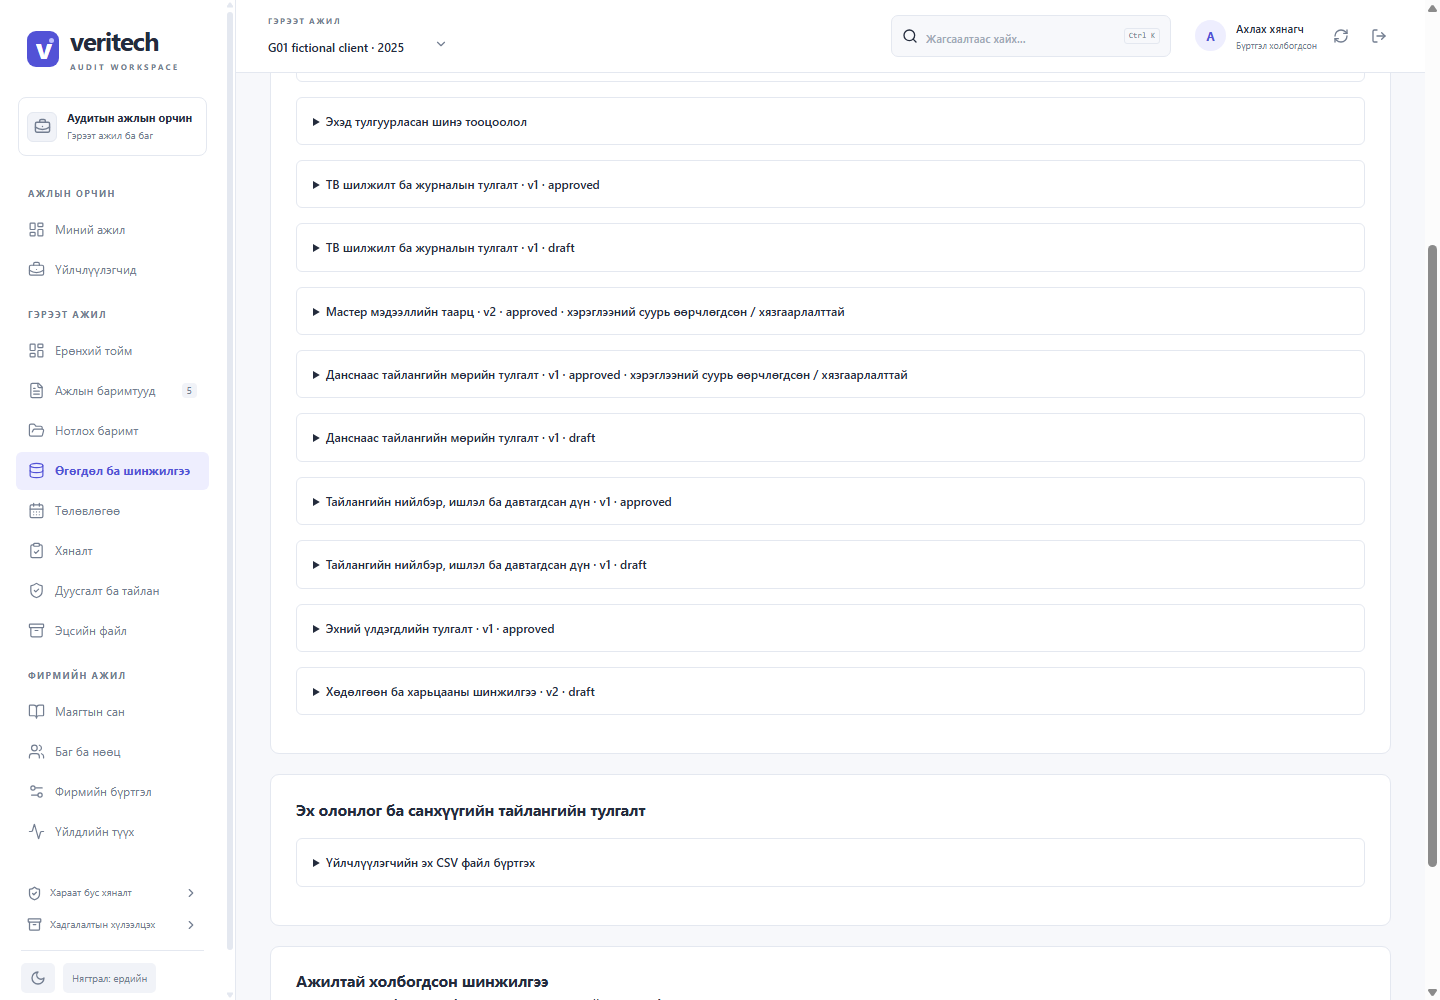 veritech
AUDIT WORKSPACE
Аудитын ажлын орчин
Гэрээт ажил ба баг
АЖЛЫН ОРЧИН
Миний ажил
Үйлчлүүлэгчид
ГЭРЭЭТ АЖИЛ
Ерөнхий тойм
Ажлын баримтууд 5
Нотлох баримт
Өгөгдөл ба шинжилгээ
Төлөвлөгөө
Хяналт
Дуусгалт ба тайлан
Эцсийн файл
ФИРМИЙН АЖИЛ
Маягтын сан
Баг ба нөөц
Фирмийн бүртгэл
Үйлдлийн түүх
Хараат бус хяналт
Хадгалалтын хүлээлцэх
Нягтрал: ердийн
ГЭРЭЭТ АЖИЛ
G01 fictional client · 2025
Жагсаалтаас хайх... Ctrl K
А
Ахлах хянагч
Бүртгэл холбогдсон
Эхэд тулгуурласан шинэ тооцоолол
ТВ шилжилт ба журналын тулгалт · v1 · approved
ТВ шилжилт ба журналын тулгалт · v1 · draft
Мастер мэдээллийн таарц · v2 · approved · хэрэглээний суурь өөрчлөгдсөн / хязгаарлалттай
Данснаас тайлангийн мөрийн тулгалт · v1 · approved · хэрэглээний суурь өөрчлөгдсөн / хязгаарлалттай
Данснаас тайлангийн мөрийн тулгалт · v1 · draft
Тайлангийн нийлбэр, ишлэл ба давтагдсан дүн · v1 · approved
Тайлангийн нийлбэр, ишлэл ба давтагдсан дүн · v1 · draft
Эхний үлдэгдлийн тулгалт · v1 · approved
Хөдөлгөөн ба харьцааны шинжилгээ · v2 · draft
Эх олонлог ба санхүүгийн тайлангийн тулгалт
Үйлчлүүлэгчийн эх CSV файл бүртгэх
Ажилтай холбогдсон шинжилгээ